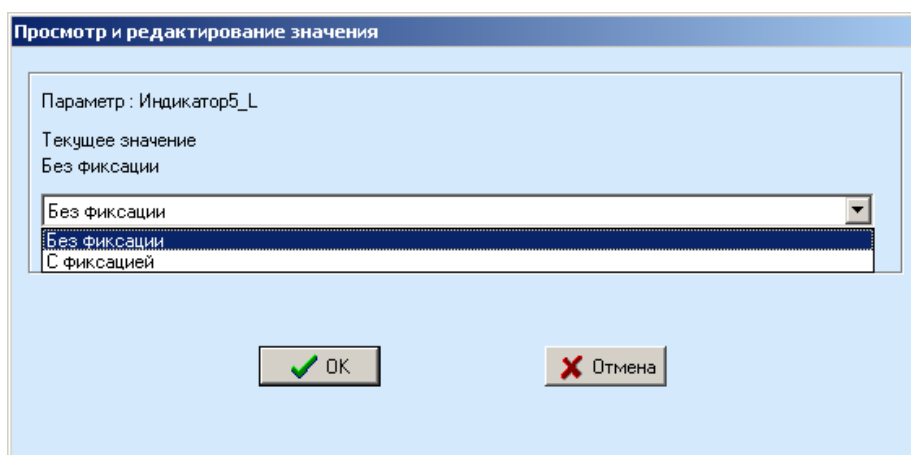 Просмотр и редактирование значения
Параметр : Индикатор5_L
Текущее значение
Без фиксации
Без фиксации
Без фиксации
С фиксацией
OK
Отмена